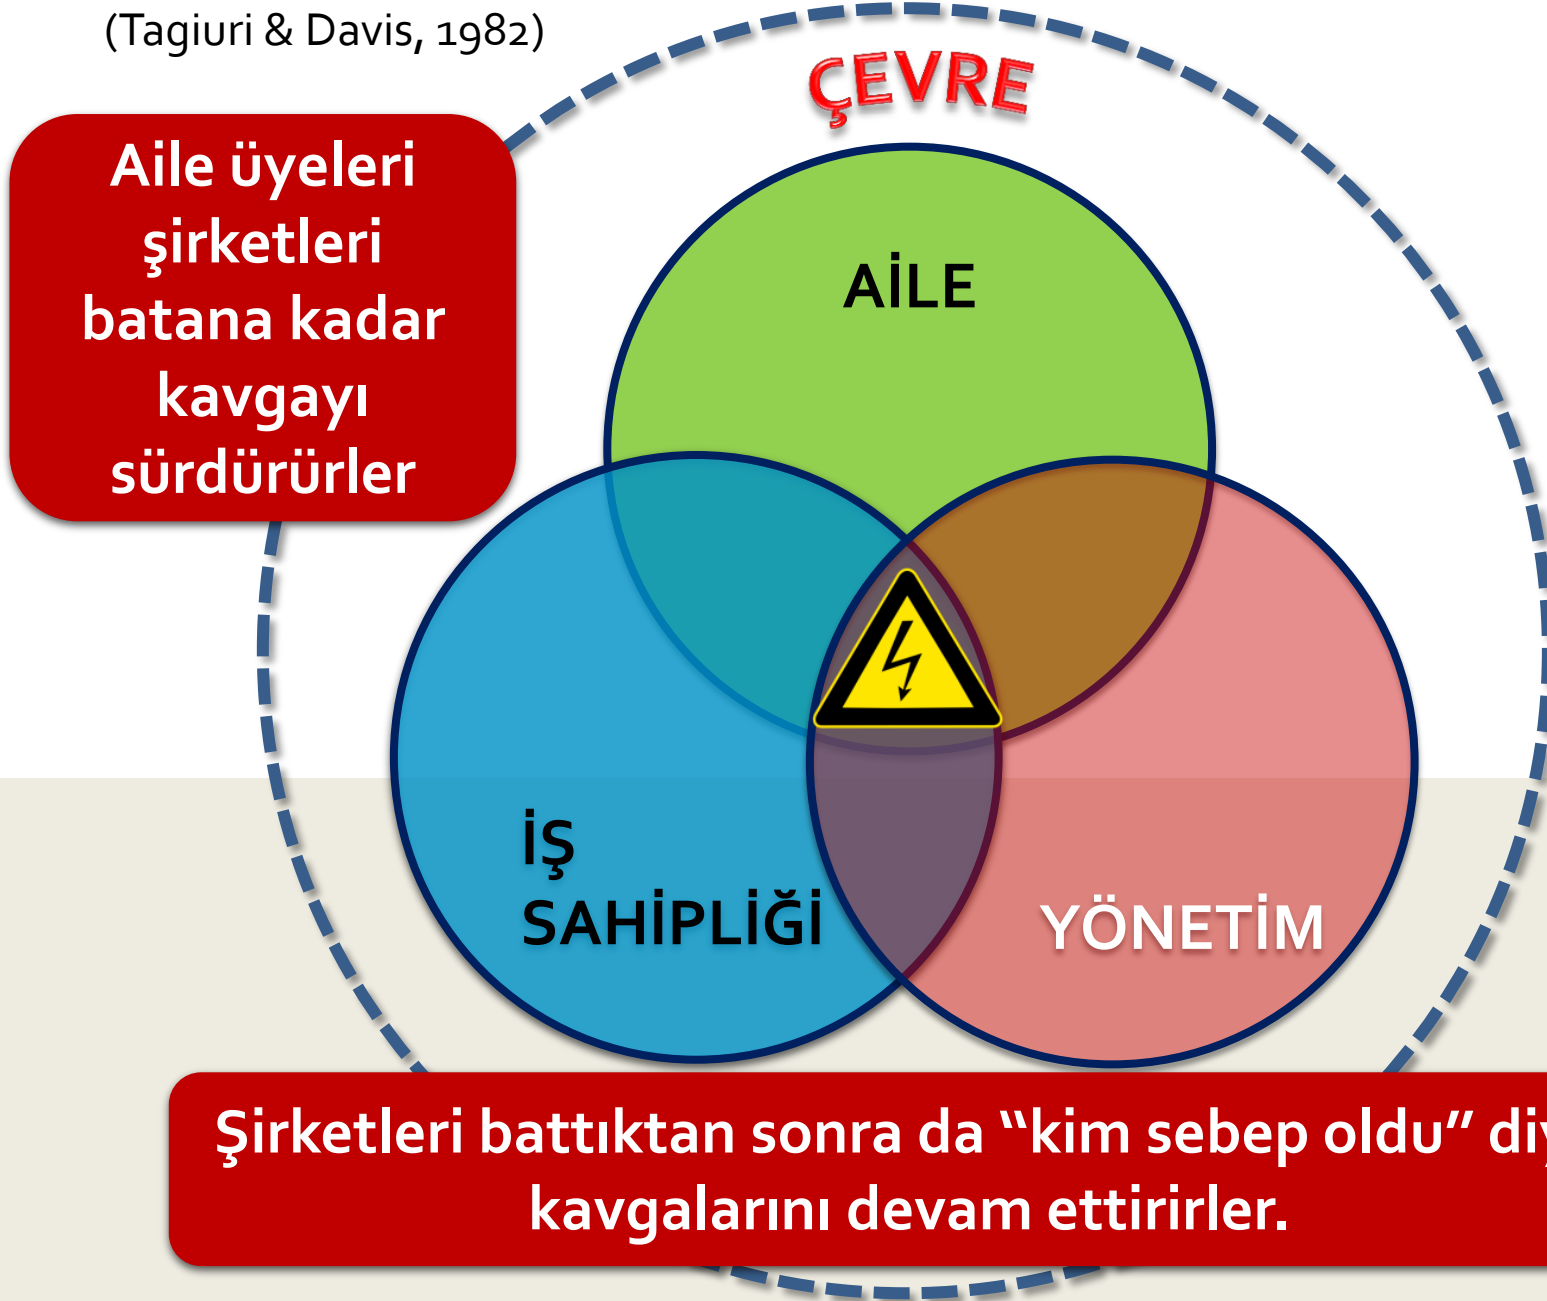 (Tagiuri & Davis, 1982)
ÇEVRE
Aile üyeleri
şirketleri
batana kadar
kavgayı
sürdürürler
AİLE
İŞ
SAHİPLİĞİ
YÖNETİM
Şirketleri battıktan sonra da “kim sebep oldu”
kavgalarını devam ettirirler.